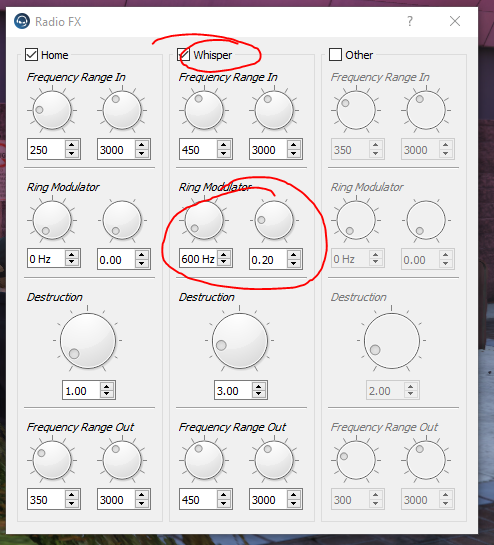 Radio FX ? ×
Home Whisper Other
Frequency Range In Frequency Range In Frequency Range In
250 3000 450 3000 350 3000
Ring Modulator Ring Modulator Ring Modulator
0 Hz 0.00 600 Hz 0.20 0 Hz 0.00
Destruction Destruction Destruction
1.00 3.00 2.00
Frequency Range Out Frequency Range Out Frequency Range Out
350 3000 450 3000 300 3000